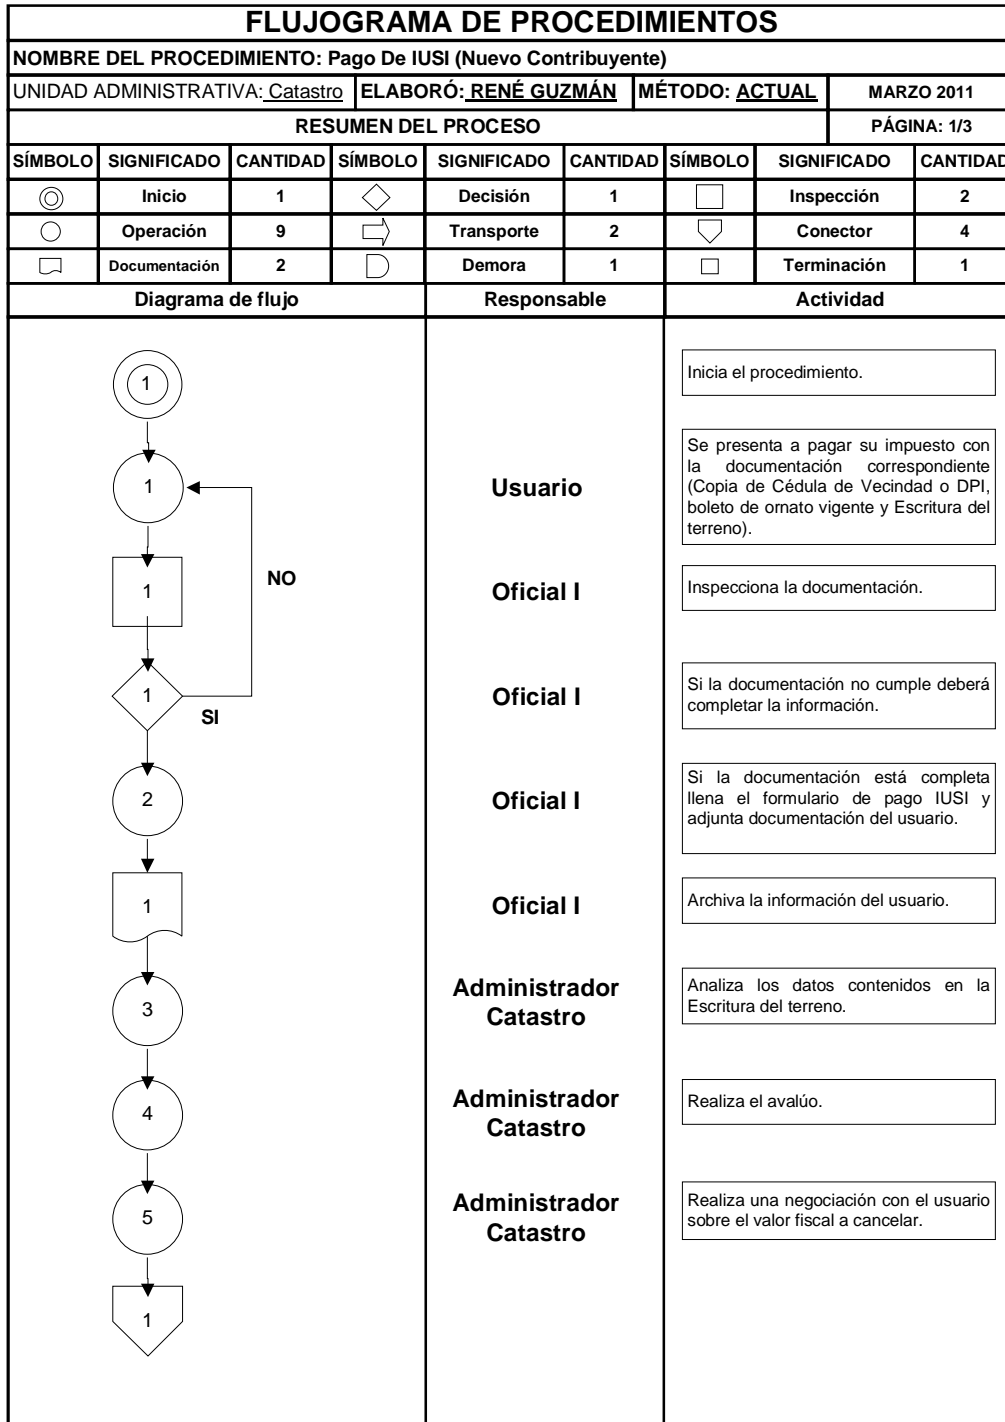 FLUJOGRAMA DE PROCEDIMIENTOS
NOMBRE DEL PROCEDIMIENTO: Pago De IUSI (Nuevo Contribuyente)
UNIDAD ADMINISTRATIVA: Catastro ELABORÓ: RENÉ GUZMÁN MÉTODO: ACTUAL MARZO 2011
RESUMEN DEL PROCESO PÁGINA: 1/3
SÍMBOLO SIGNIFICADO CANTIDAD SÍMBOLO SIGNIFICADO CANTIDAD SÍMBOLO SIGNIFICADO CANTIDAD
Inicio 1 Decisión 1 Inspección 2
Operación 9 Transporte 2 Conector 4
Documentación 2 Demora 1 Terminación 1
Diagrama de flujo Responsable Actividad
1
Inicia el procedimiento.
1
Usuario
Se presenta a pagar su impuesto con
la documentación correspondiente
(Copia de Cédula de Vecindad o DPI,
boleto de ornato vigente y Escritura del
terreno).
1
NO
Oficial I
Inspecciona la documentación.
1
SI
Oficial I
Si la documentación no cumple deberá
completar la información.
2
Oficial I
Si la documentación está completa
llena el formulario de pago IUSI y
adjunta documentación del usuario.
1
Oficial I
Archiva la información del usuario.
3
Administrador
Catastro
Analiza los datos contenidos en la
Escritura del terreno.
4
Administrador
Catastro
Realiza el avalúo.
5
Administrador
Catastro
Realiza una negociación con el usuario
sobre el valor fiscal a cancelar.
1